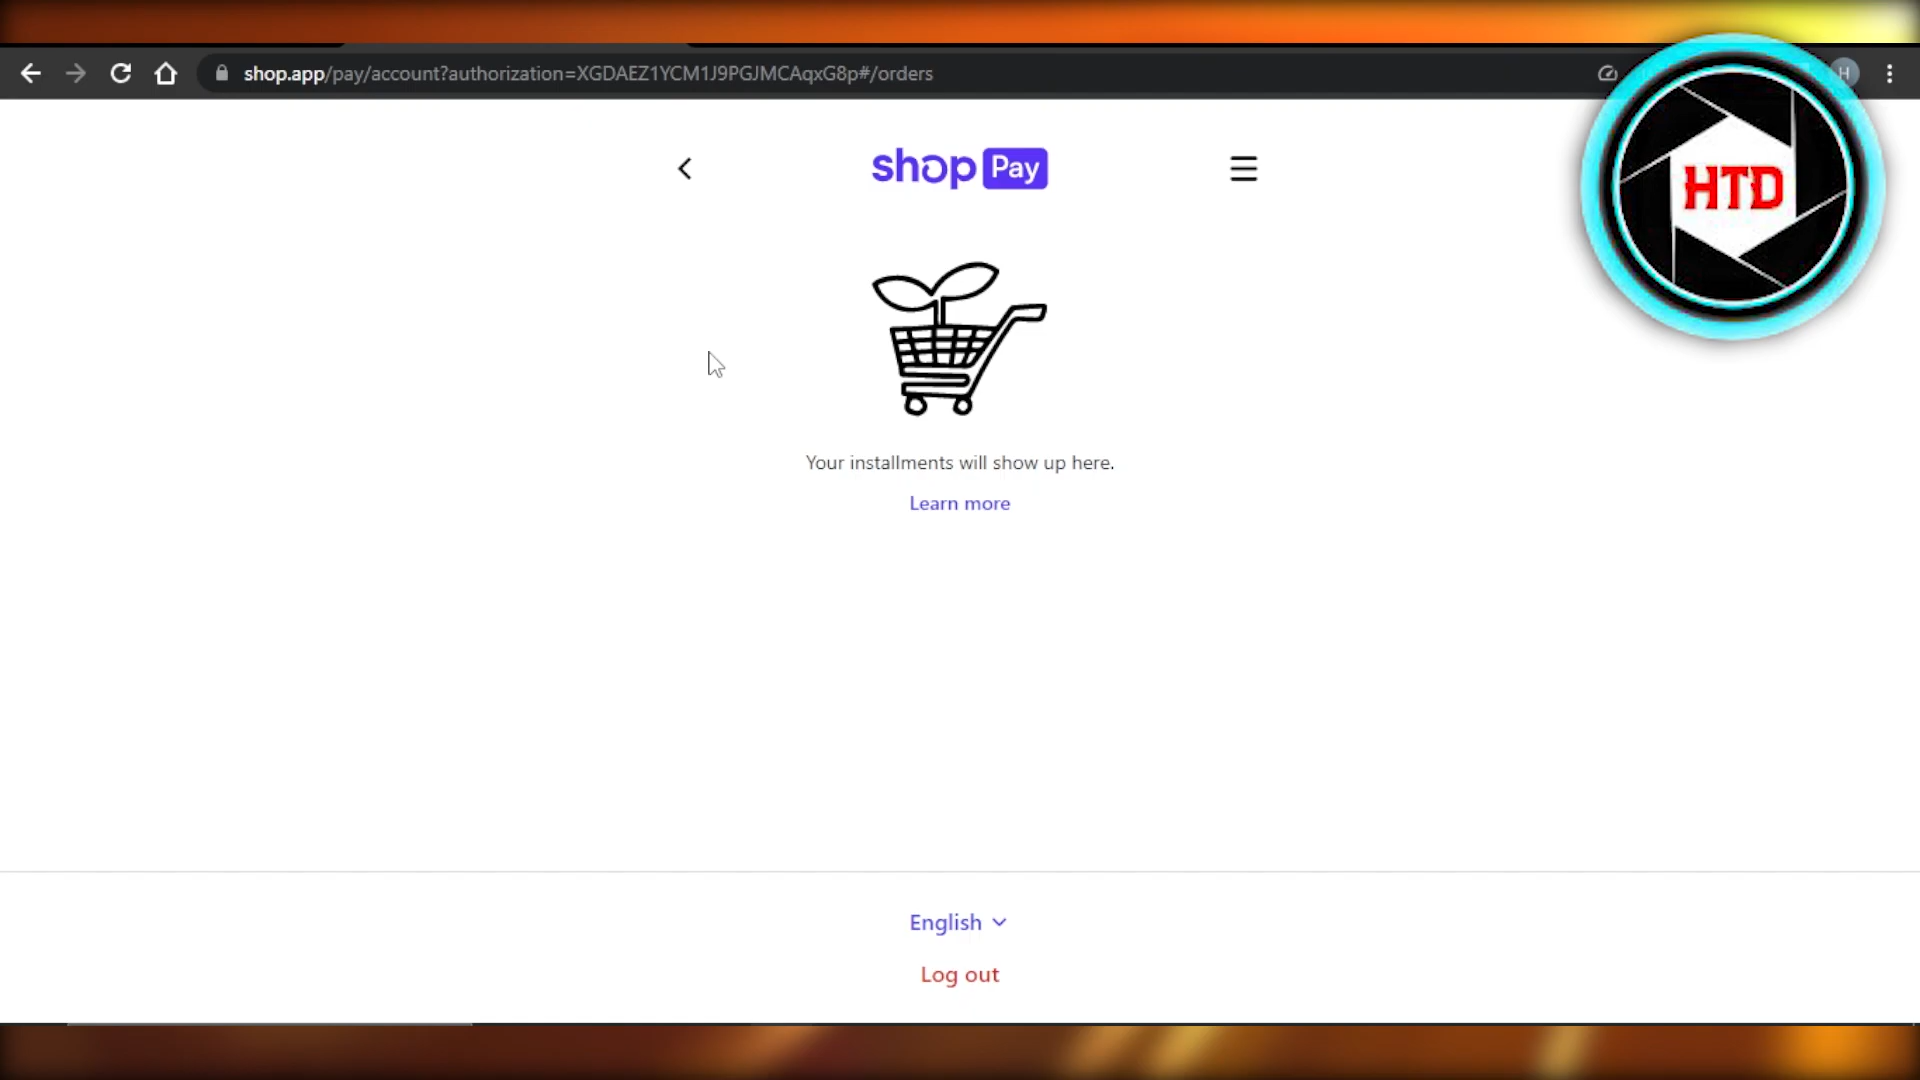 shop.app/pay/account?authorization=XGDAEZ1YCM1J9PGJMCAqxG8p#/orders
H
shop Pay
HTD
Your installments will show up here.
Learn more
English
Log out